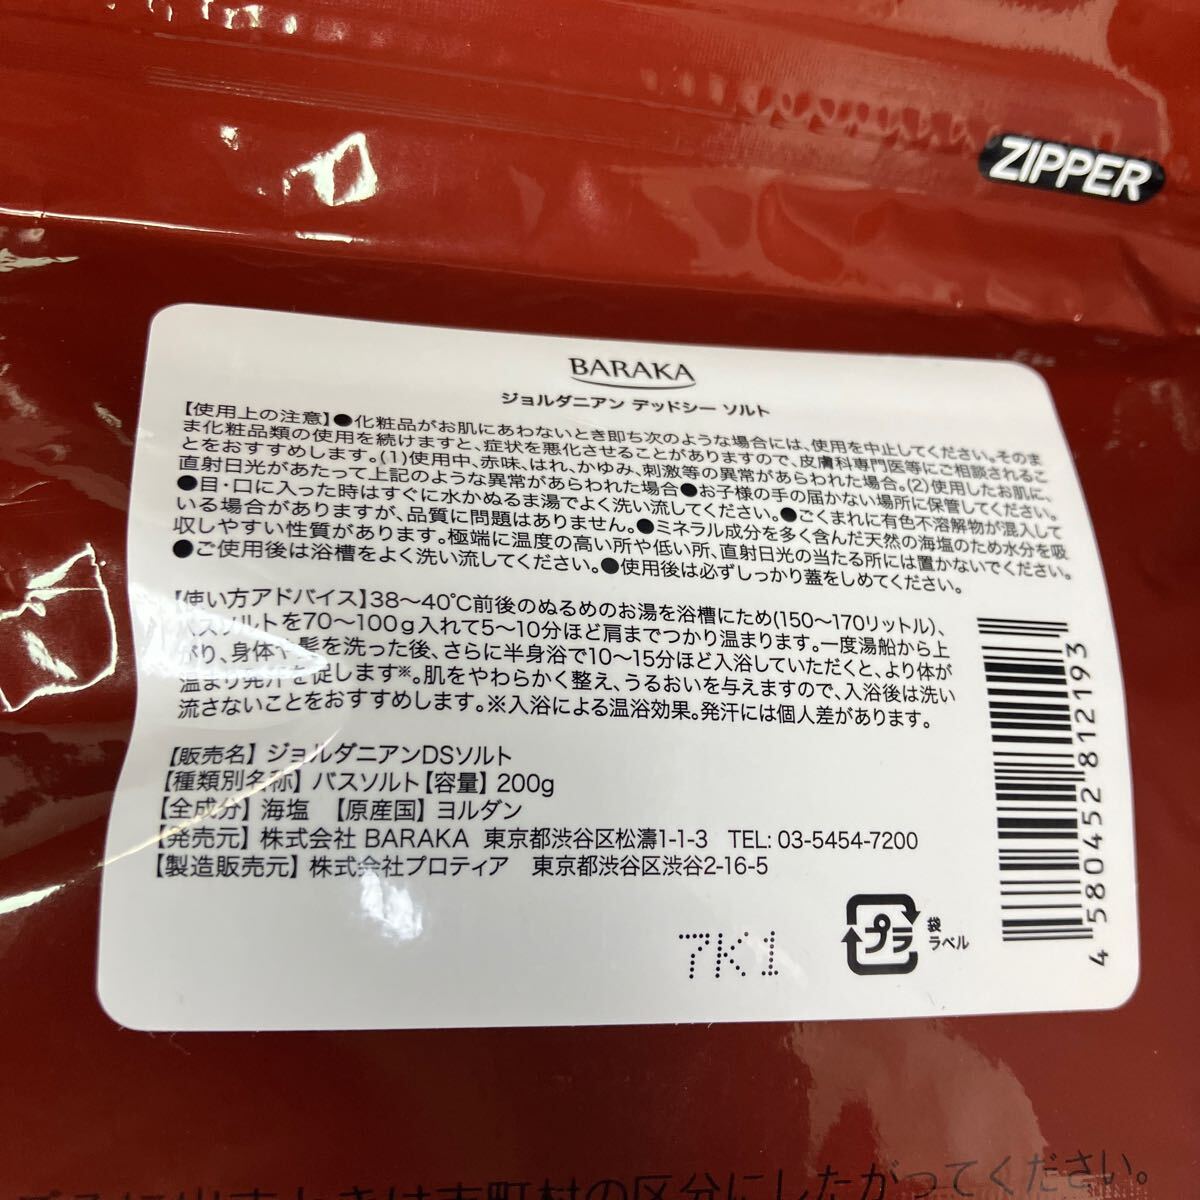 ZIPPER
BARAKA
ジョルダニアン デッドシー ソルト
【使用上の注意】●化粧品がお肌にあわないとき即ち次のような場合には、使用を中止してください。そのま
ま化粧品類の使用を続けますと、症状を悪化させることがありますので、皮膚科専門医等にご相談されるこ
とをおすすめします。(1)使用中、赤味、はれ、かゆみ、刺激等の異常があらわれた場合。(2)使用したお肌に、
直射日光があたって上記のような異常があらわれた場合●お子様の手の届かない場所に保管してください。
●目・口に入った時はすぐに水かぬるま湯でよく洗い流してください。●ごくまれに有色不溶解物が混入して
いる場合がありますが、品質に問題はありません。●ミネラル成分を多く含んだ天然の海塩のため水分を吸
収しやすい性質があります。極端に温度の高い所や低い所、直射日光の当たる所には置かないでください。
●ご使用後は浴槽をよく洗い流してください。●使用後は必ずしっかり蓋をしめてください。
【使い方アドバイス】38〜40℃前後のぬるめのお湯を浴槽にため(150〜170リットル)、
バスソルトを70〜100g入れて5〜10分ほど肩までつかり温まります。一度湯船から上
がり、身体や髪を洗った後、さらに半身浴で10〜15分ほど入浴していただくと、より体が
温まり発汗を促します※。肌をやわらかく整え、うるおいを与えますので、入浴後は洗い
流さないことをおすすめします。※入浴による温浴効果。発汗には個人差があります。
【販売名】ジョルダニアンDSソルト
【種類別名称】バスソルト【容量】200g
【全成分】海塩 【原産国】ヨルダン
【発売元】株式会社 BARAKA 東京都渋谷区松濤1-1-3 TEL: 03-5454-7200
【製造販売元】株式会社プロティア 東京都渋谷区渋谷2-16-5
4580452812193
プラ
袋
ラベル
7K1
の区分にしたがってください。